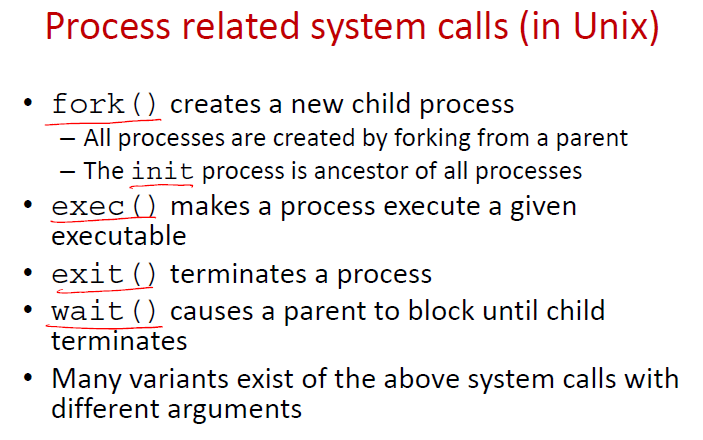 Process related system calls (in Unix)
• fork() creates a new child process
– All processes are created by forking from a parent
– The init process is ancestor of all processes
• exec() makes a process execute a given
executable
• exit() terminates a process
• wait() causes a parent to block until child
terminates
• Many variants exist of the above system calls with
different arguments